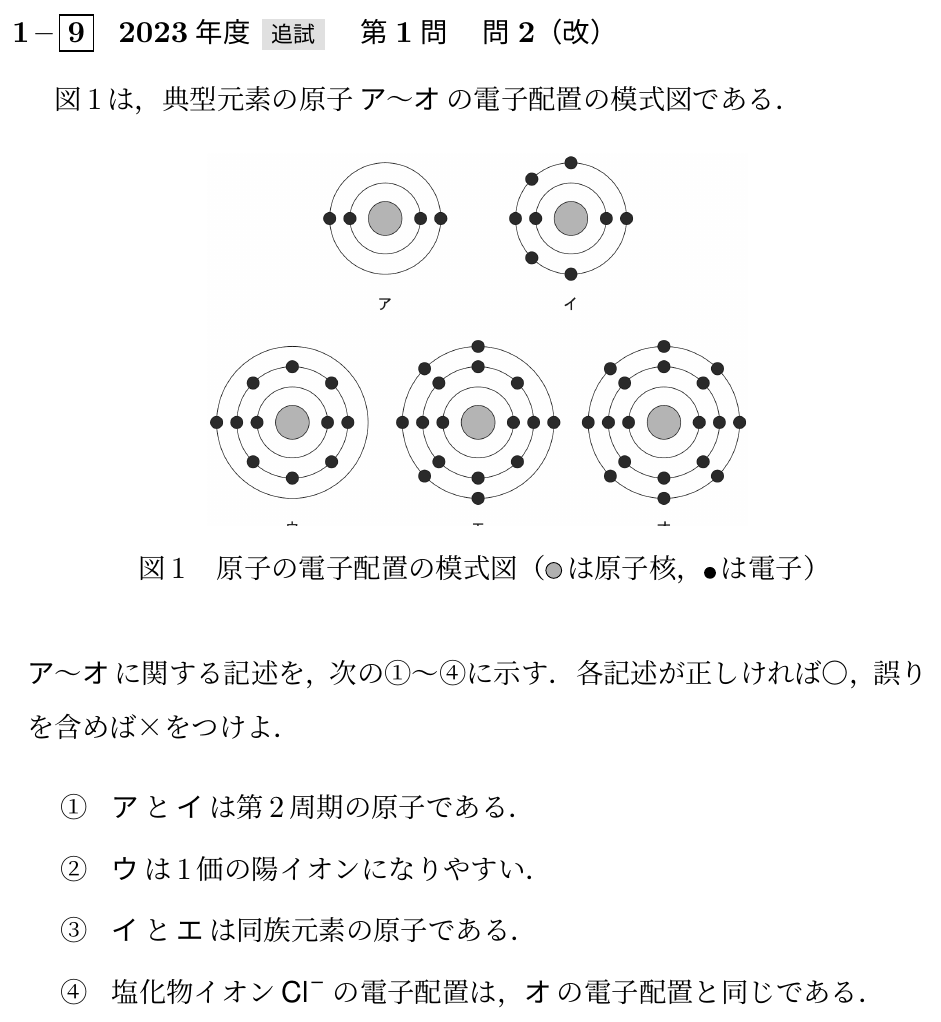 1-9 2023年度 追試 第1問 問2(改)
図1は，典型元素の原子 ア〜オ の電子配置の模式図である．
ア イ
図1 原子の電子配置の模式図（●は原子核，●は電子）
ア〜オ に関する記述を，次の①〜④に示す．各記述が正しければ○，誤り
を含めば×をつけよ．
① ア と イ は第2周期の原子である．
② ウ は1価の陽イオンになりやすい．
③ イ と エ は同族元素の原子である．
④ 塩化物イオン Cl⁻ の電子配置は，オ の電子配置と同じである．